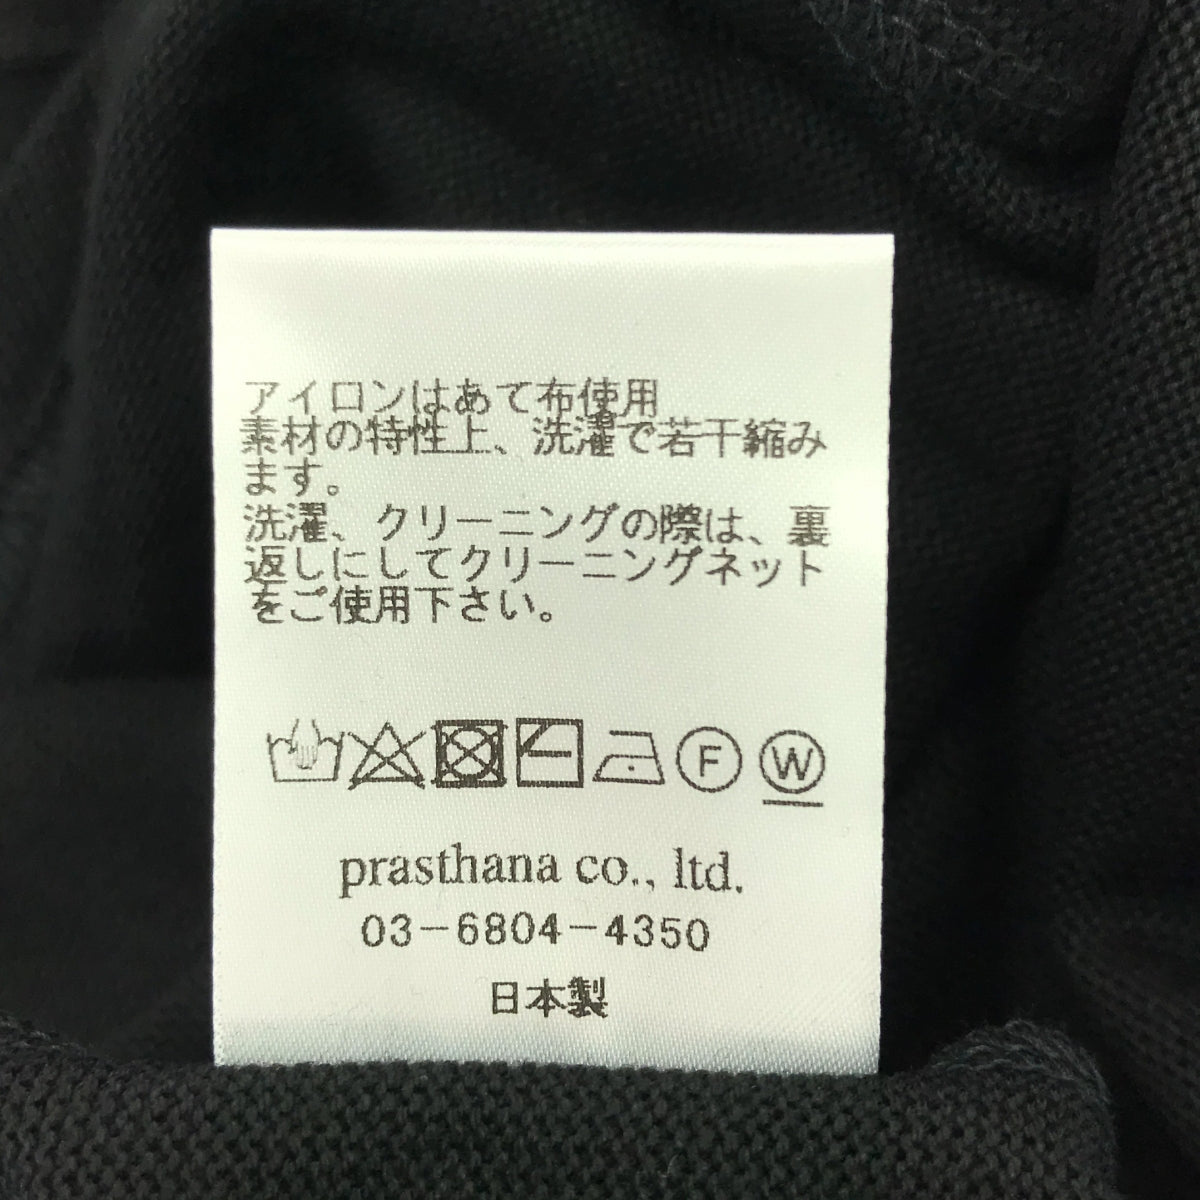 アイロンはあて布使用
素材の特性上、洗濯で若干縮み
ます。
洗濯、クリーニングの際は、裏
返しにしてクリーニングネット
をご使用下さい。
F W
prasthana co., ltd.
03-6804-4350
日本製